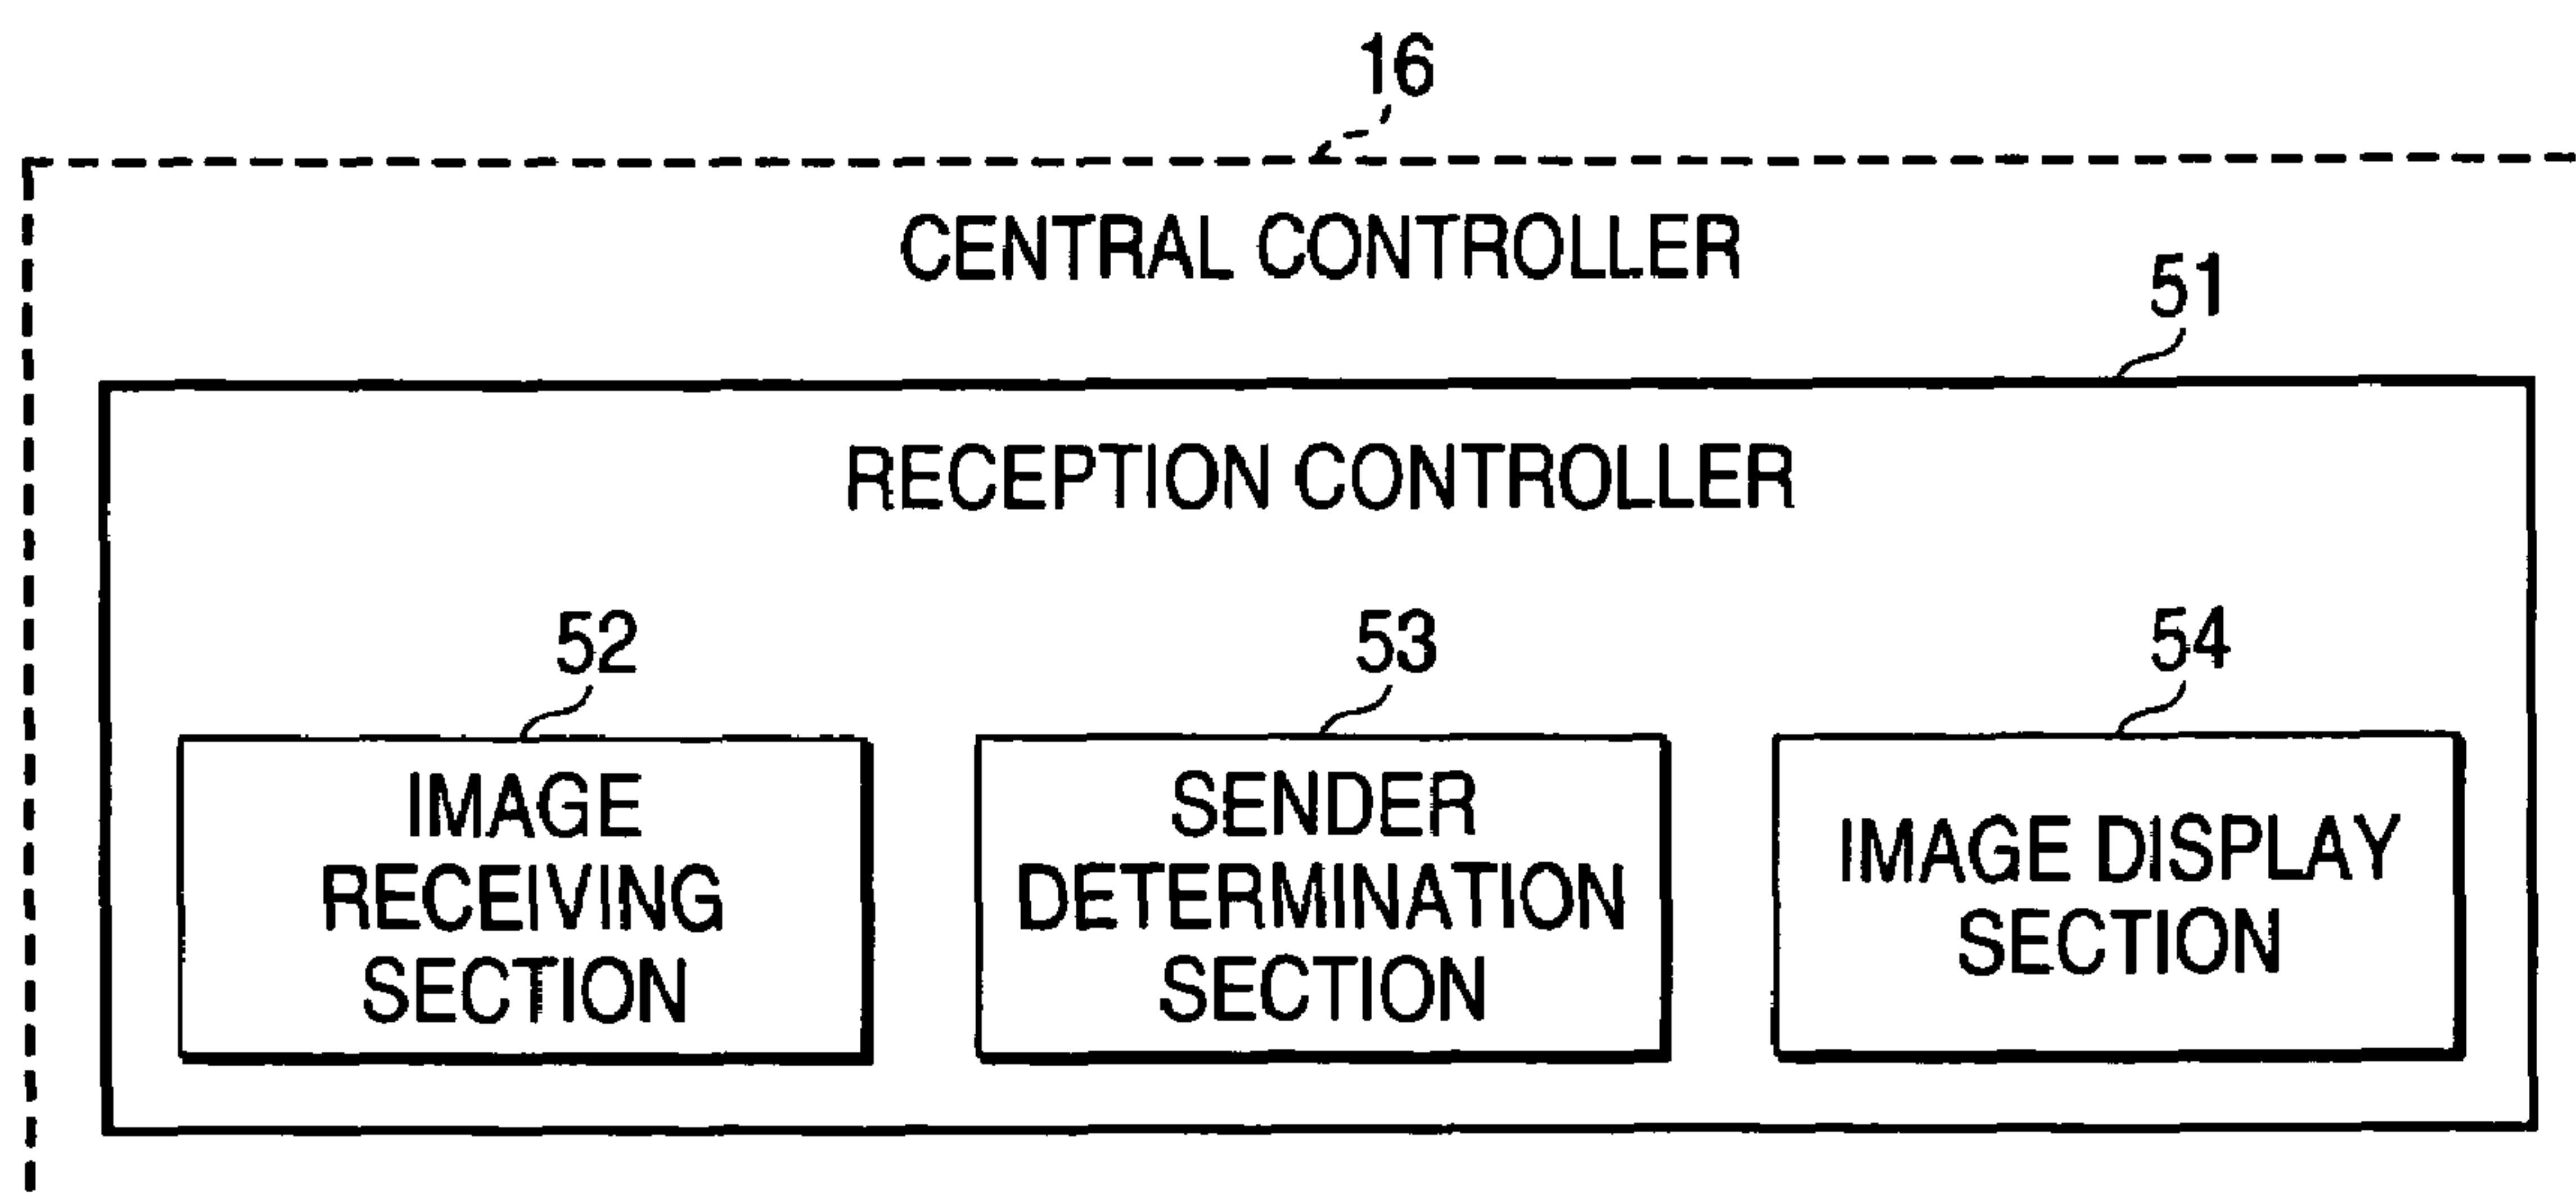 16
CENTRAL CONTROLLER
51
RECEPTION CONTROLLER
52
53
54
IMAGE
RECEIVING
SECTION
SENDER
DETERMINATION
SECTION
IMAGE DISPLAY
SECTION